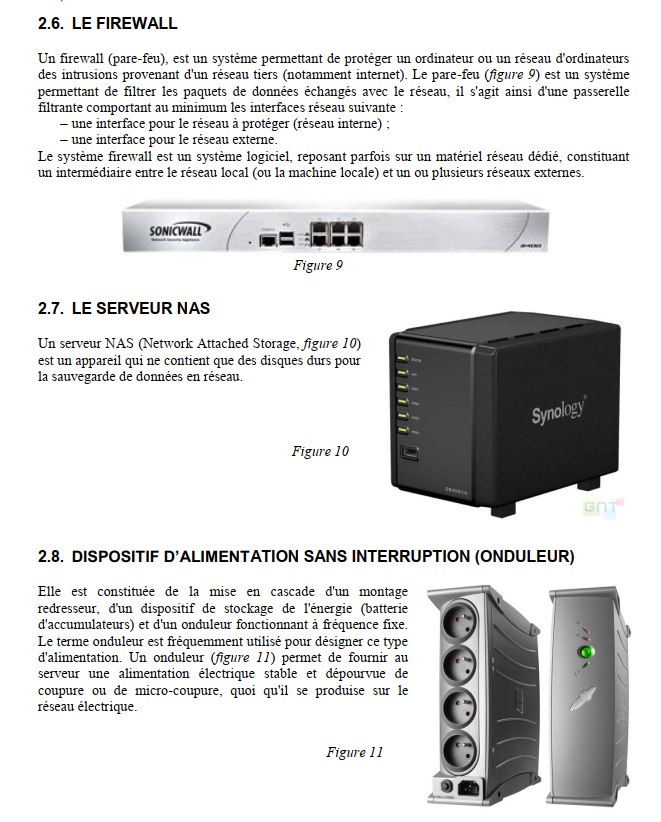 2.6. LE FIREWALL
Un firewall (pare-feu), est un système permettant de protéger un ordinateur ou un réseau d'ordinateurs
des intrusions provenant d'un réseau tiers (notamment internet). Le pare-feu (figure 9) est un système
permettant de filtrer les paquets de données échangés avec le réseau, il s'agit ainsi d'une passerelle
filtrante comportant au minimum les interfaces réseau suivante :
– une interface pour le réseau à protéger (réseau interne) ;
– une interface pour le réseau externe.
Le système firewall est un système logiciel, reposant parfois sur un matériel réseau dédié, constituant
un intermédiaire entre le réseau local (ou la machine locale) et un ou plusieurs réseaux externes.
SONICWALL
Network Security Appliance
2400
Figure 9
2.7. LE SERVEUR NAS
Un serveur NAS (Network Attached Storage, figure 10)
est un appareil qui ne contient que des disques durs pour
la sauvegarde de données en réseau.
Synology
Figure 10
GNT
2.8. DISPOSITIF D'ALIMENTATION SANS INTERRUPTION (ONDULEUR)
Elle est constituée de la mise en cascade d'un montage
redresseur, d'un dispositif de stockage de l'énergie (batterie
d'accumulateurs) et d'un onduleur fonctionnant à fréquence fixe.
Le terme onduleur est fréquemment utilisé pour désigner ce type
d'alimentation. Un onduleur (figure 11) permet de fournir au
serveur une alimentation électrique stable et dépourvue de
coupure ou de micro-coupure, quoi qu'il se produise sur le
réseau électrique.
Figure 11